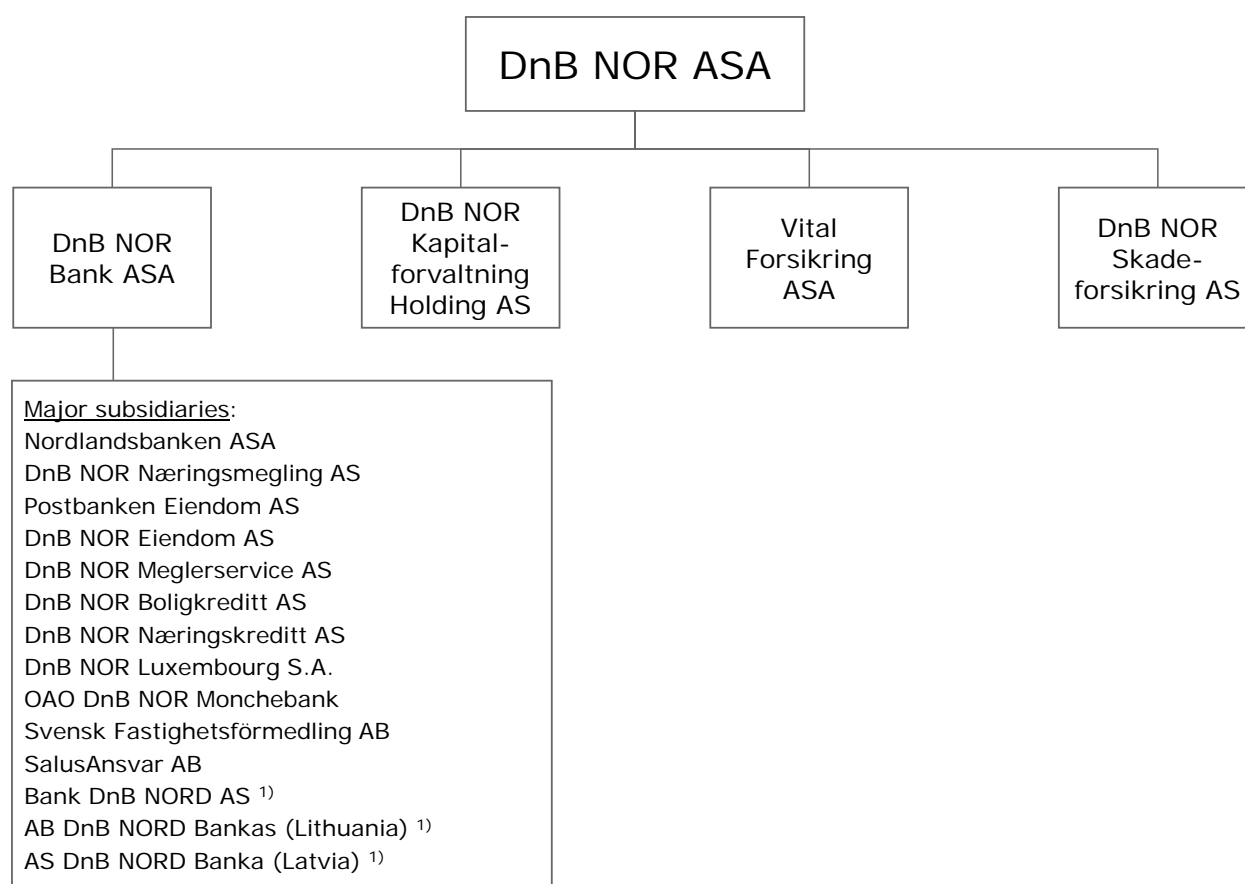 DnB NOR ASA
DnB NOR
Bank ASA
DnB NOR
Kapital-
forvaltning
Holding AS
Vital
Forsikring
ASA
DnB NOR
Skade-
forsikring AS
Major subsidiaries:
Nordlandsbanken ASA
DnB NOR Næringsmegling AS
Postbanken Eiendom AS
DnB NOR Eiendom AS
DnB NOR Meglerservice AS
DnB NOR Boligkreditt AS
DnB NOR Næringskreditt AS
DnB NOR Luxembourg S.A.
OAO DnB NOR Monchebank
Svensk Fastighetsförmedling AB
SalusAnsvar AB
Bank DnB NORD AS 1)
AB DnB NORD Bankas (Lithuania) 1)
AS DnB NORD Banka (Latvia) 1)